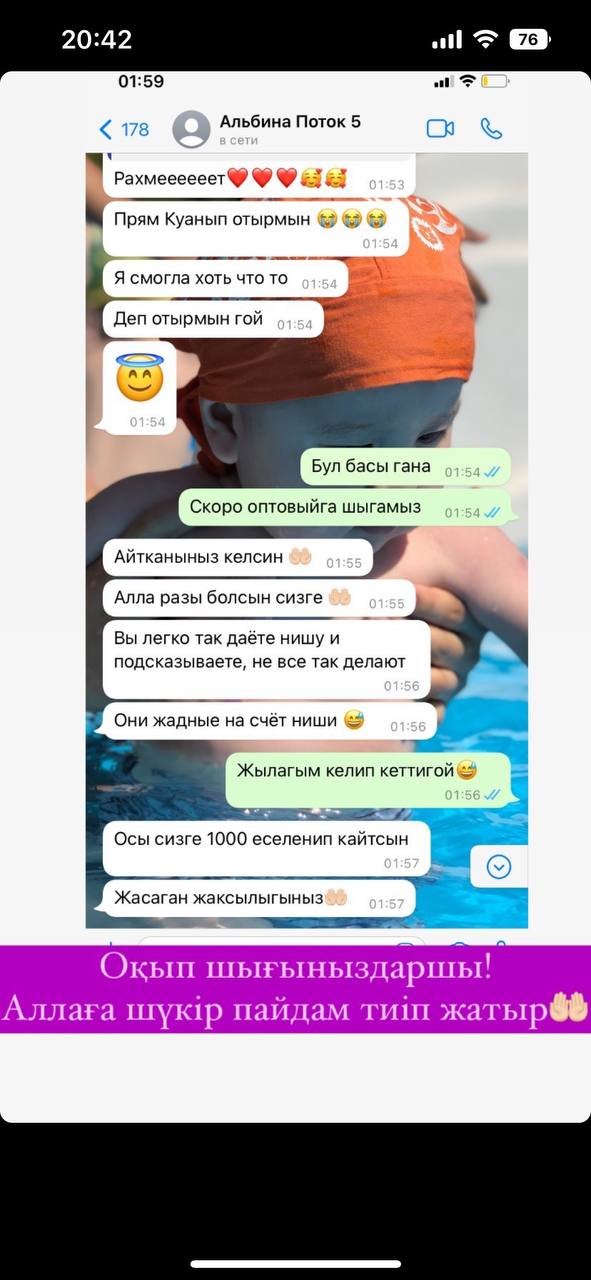 20:42
76
01:59
178
Альбина Поток 5
в сети
Рахмеееееет❤️❤️❤️🥰🥰 01:53
Прям Куанып отырмын 😭😭😭
01:54
Я смогла хоть что то 01:54
Деп отырмын гой 01:54
😇
01:54
Бул басы гана 01:54
Скоро оптовыйга шыгамыз 01:54
Айтканыныз келсин 🤲🏻 01:55
Алла разы болсын сизге 🤲🏻 01:55
Вы легко так даёте нишу и
подсказываете, не все так делают
01:56
Они жадные на счёт ниши 😅 01:56
Жылагым келип кеттигой😅
01:56
Осы сизге 1000 еселенип кайтсын
01:57
Жасаган жаксылыгыныз🤲🏻 01:57
Оқып шығыныздаршы!
Аллаға шүкір пайдам тиіп жатыр🤲🏻